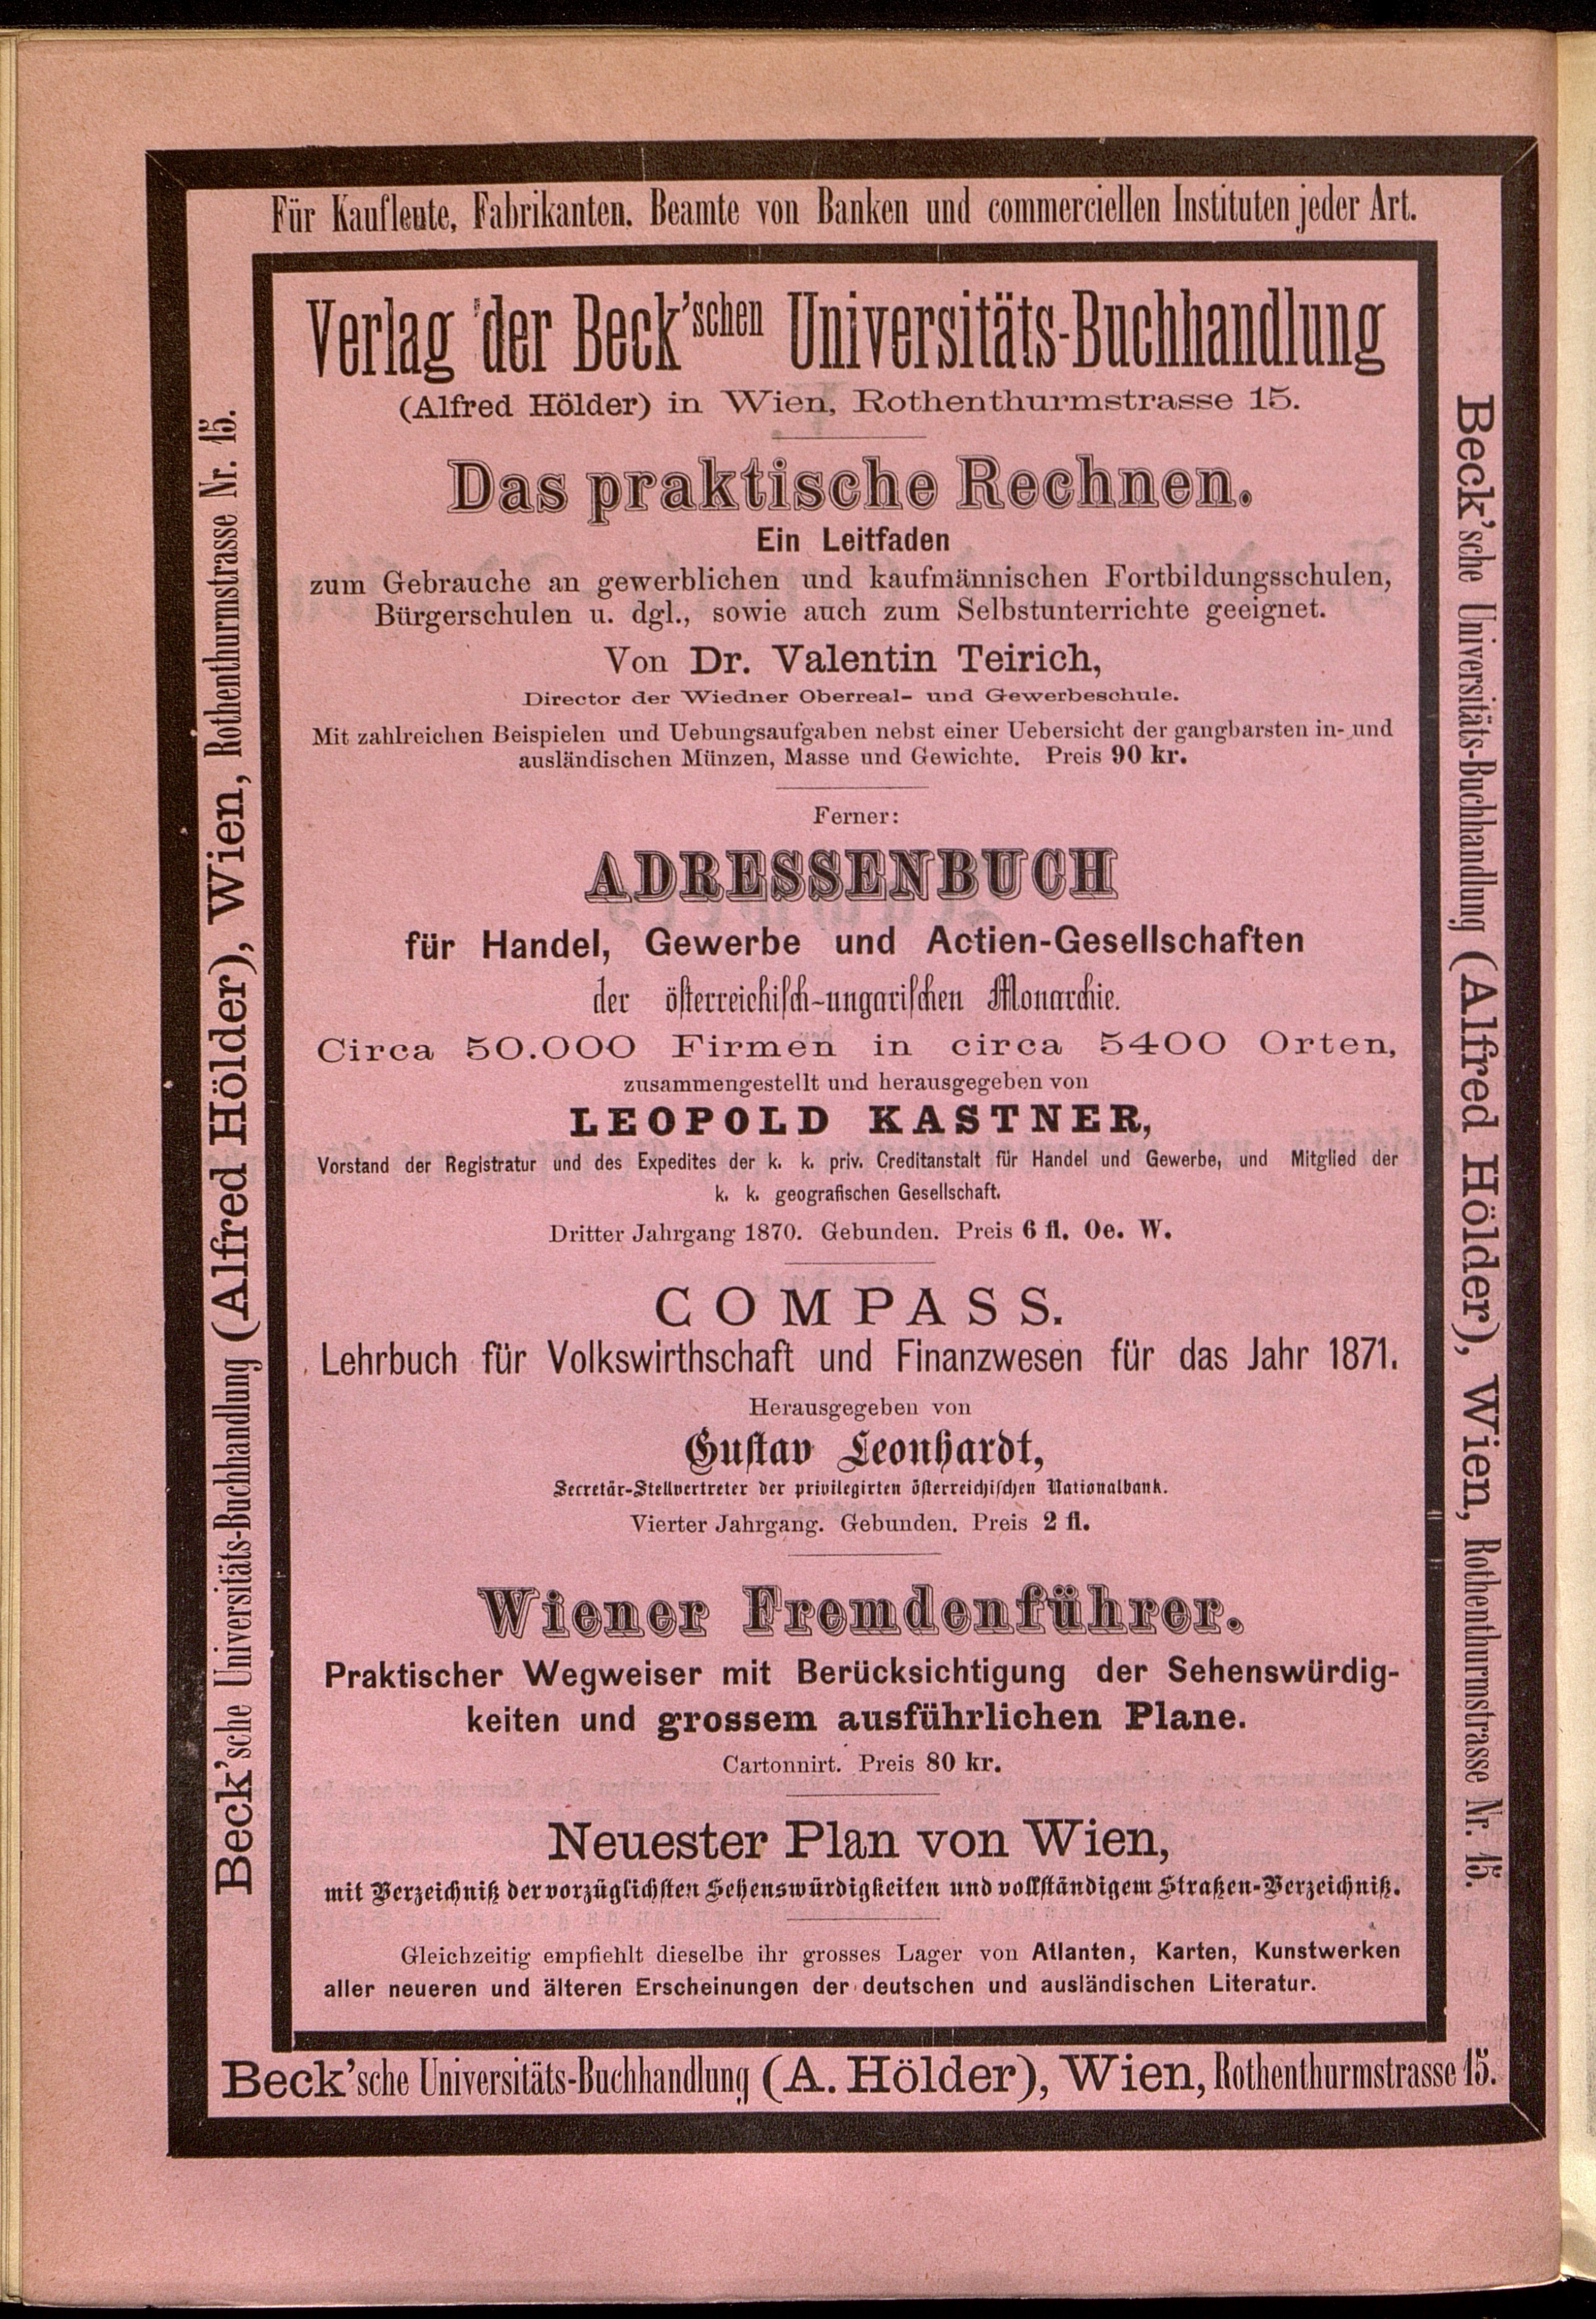 Für Kaufleute, Fabrikanten. Beamte von Banken und commerciellen Instituten jeder Art.
Verlag der Beck'schen Universitäts-Buchhandlung
(Alfred Hölder) in Wien, Rothenthurmstrasse 15.
Das praktische Rechnen.
Ein Leitfaden
zum Gebrauche an gewerblichen und kaufmännischen Fortbildungsschulen,
Bürgerschulen u. dgl., sowie auch zum Selbstunterrichte geeignet.
Von Dr. Valentin Teirich,
Director der Wiedner Oberreal- und Gewerbeschule.
Mit zahlreichen Beispielen und Uebungsaufgaben nebst einer Uebersicht der gangbarsten in- und
ausländischen Münzen, Masse und Gewichte. Preis 90 kr.
Ferner:
ADRESSENBUCH
für Handel, Gewerbe und Actien-Gesellschaften
der österreichisch-ungarischen Monarchie.
Circa 50.000 Firmen in circa 5400 Orten,
zusammengestellt und herausgegeben von
LEOPOLD KASTNER,
Vorstand der Registratur und des Expedites der k. k. priv. Creditanstalt für Handel und Gewerbe, und Mitglied der
k. k. geografischen Gesellschaft.
Dritter Jahrgang 1870. Gebunden. Preis 6 fl. Oe. W.
COMPASS.
Lehrbuch für Volkswirthschaft und Finanzwesen für das Jahr 1871.
Herausgegeben von
Gustav Leonhardt,
Secretär-Stellvertreter der privilegirten österreichischen Nationalbank.
Vierter Jahrgang. Gebunden. Preis 2 fl.
Wiener Fremdenführer.
Praktischer Wegweiser mit Berücksichtigung der Sehenswürdig-
keiten und grossem ausführlichen Plane.
Cartonnirt. Preis 80 kr.
Neuester Plan von Wien,
mit Verzeichniß der vorzüglichsten Sehenswürdigkeiten und vollständigem Straßen-Verzeichniß.
Gleichzeitig empfiehlt dieselbe ihr grosses Lager von Atlanten, Karten, Kunstwerken
aller neueren und älteren Erscheinungen der deutschen und ausländischen Literatur.
Beck'sche Universitäts-Buchhandlung (A. Hölder), Wien, Rothenthurmstrasse 15.
Beck'sche Universitäts-Buchhandlung (Alfred Hölder), Wien, Rothenthurmstrasse Nr. 15.
Beck'sche Universitäts-Buchhandlung (Alfred Hölder), Wien, Rothenthurmstrasse Nr. 15.